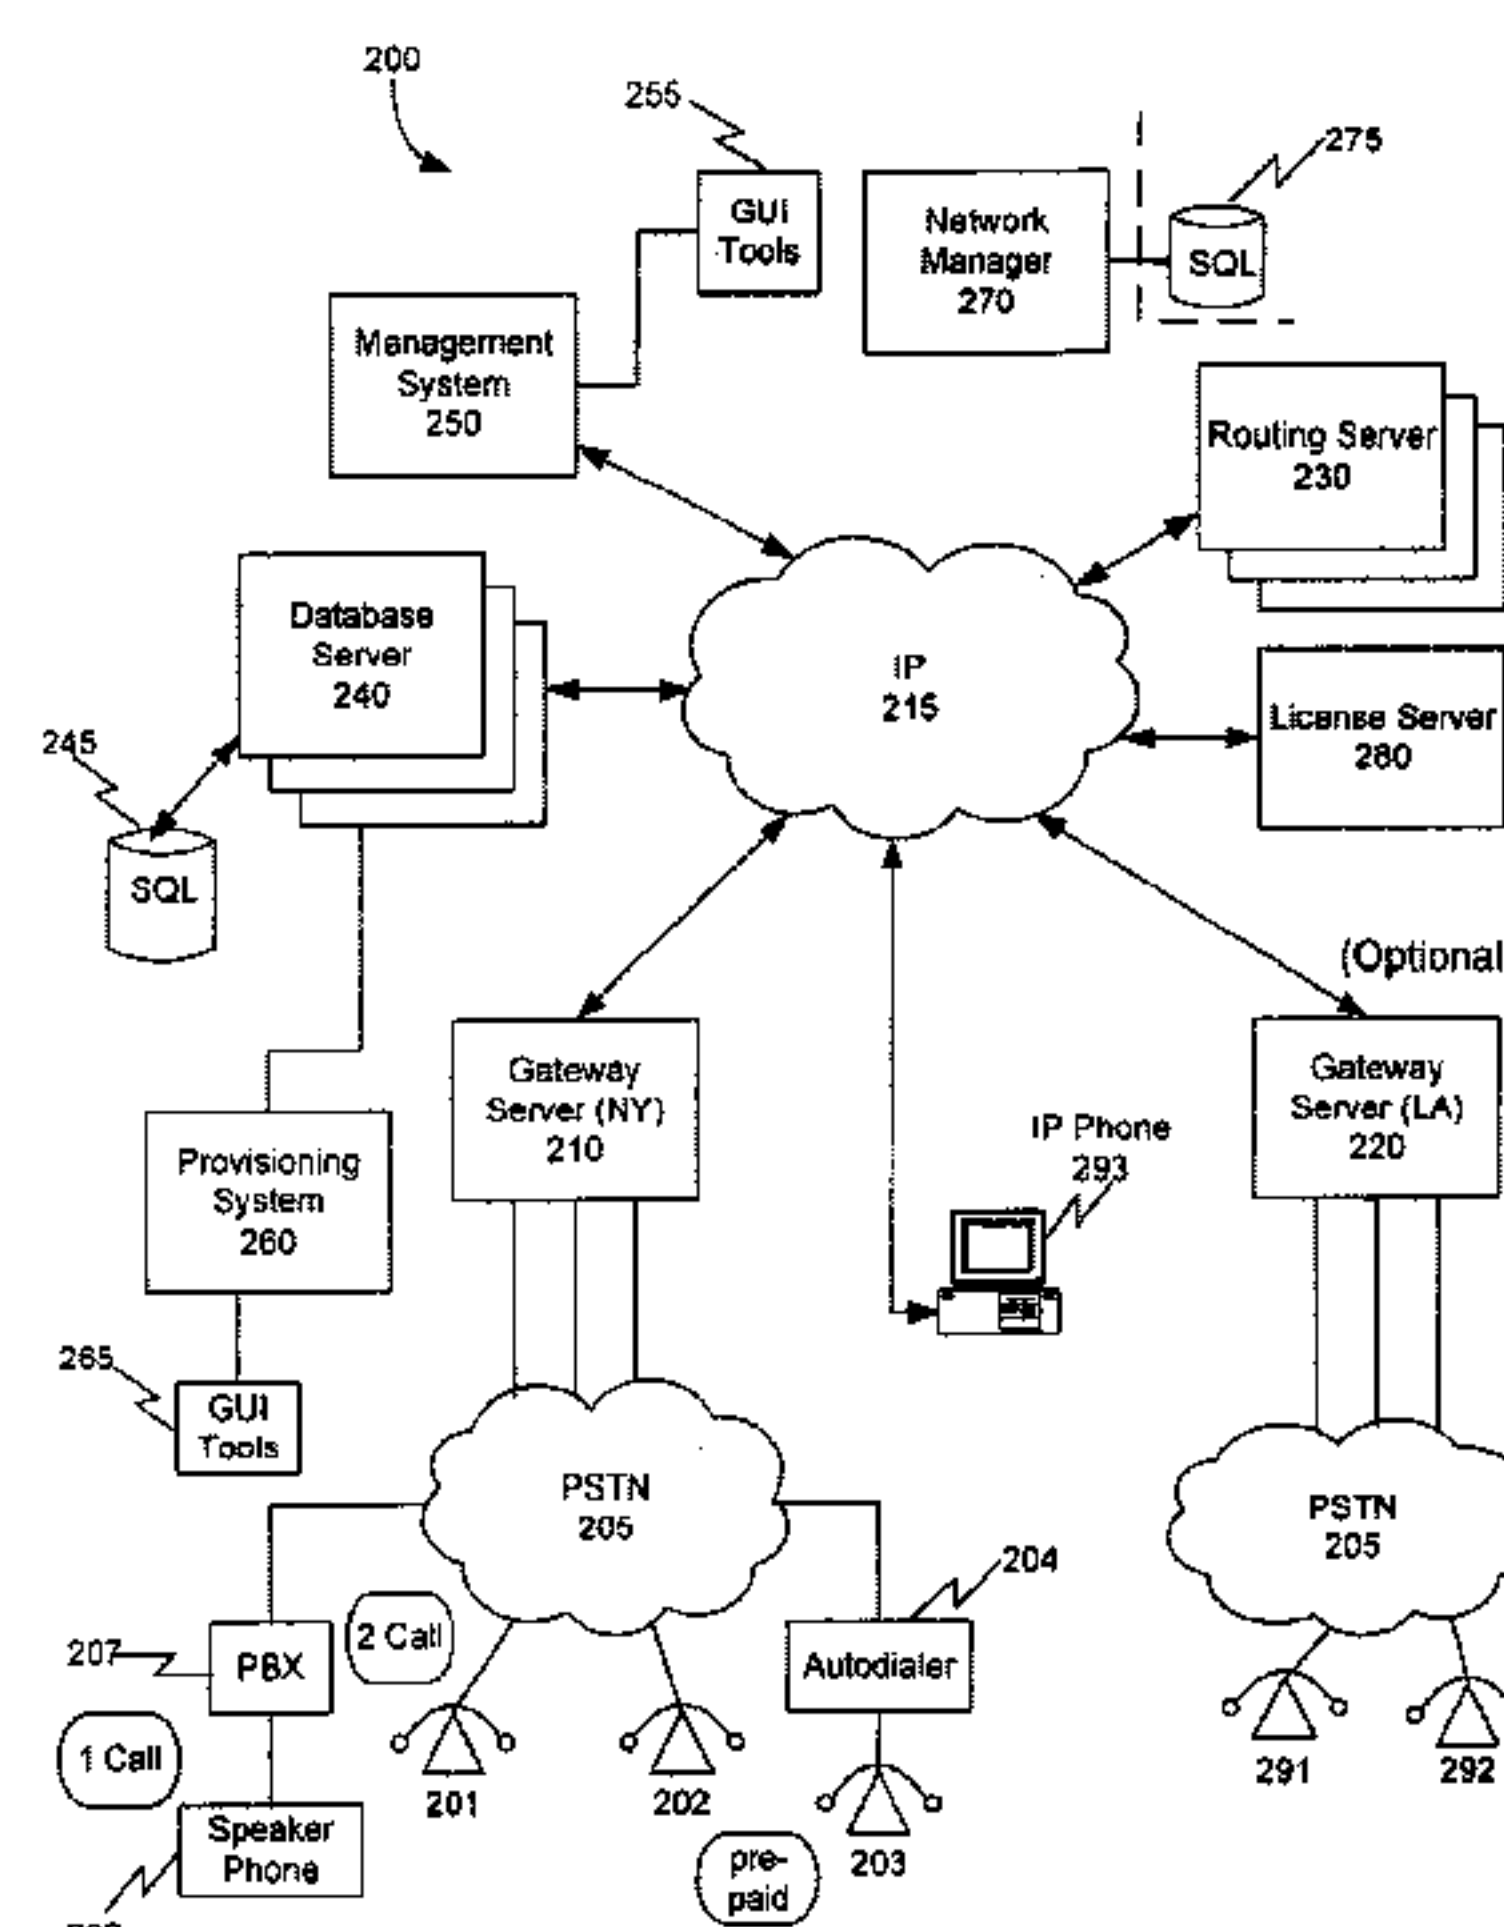 200
255
275
GUI
Tools
Network
Manager
270
SQL
Management
System
250
Routing Server
230
Database
Server
240
IP
215
License Server
280
245
SQL
(Optional
Gateway
Server (NY)
210
Gateway
Server (LA)
220
IP Phone
293
Provisioning
System
260
265
GUI
Tools
PSTN
205
PSTN
205
204
207
PBX
2 Call
Autodialer
1 Call
201
202
291
292
Speaker
Phone
pre-
paid
203